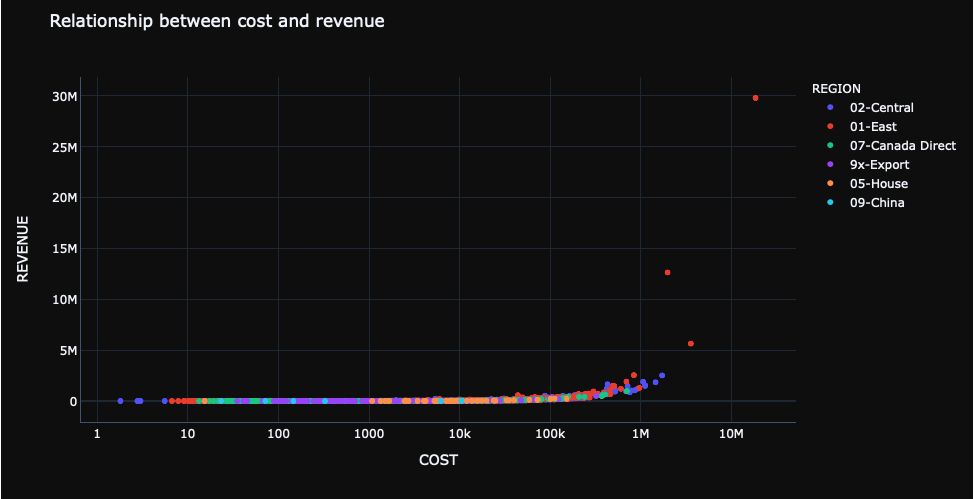 Relationship between cost and revenue
REGION
02-Central
01-East
07-Canada Direct
9x-Export
05-House
09-China
REVENUE
30M
25M
20M
15M
10M
5M
0
1 10 100 1000 10k 100k 1M 10M
COST